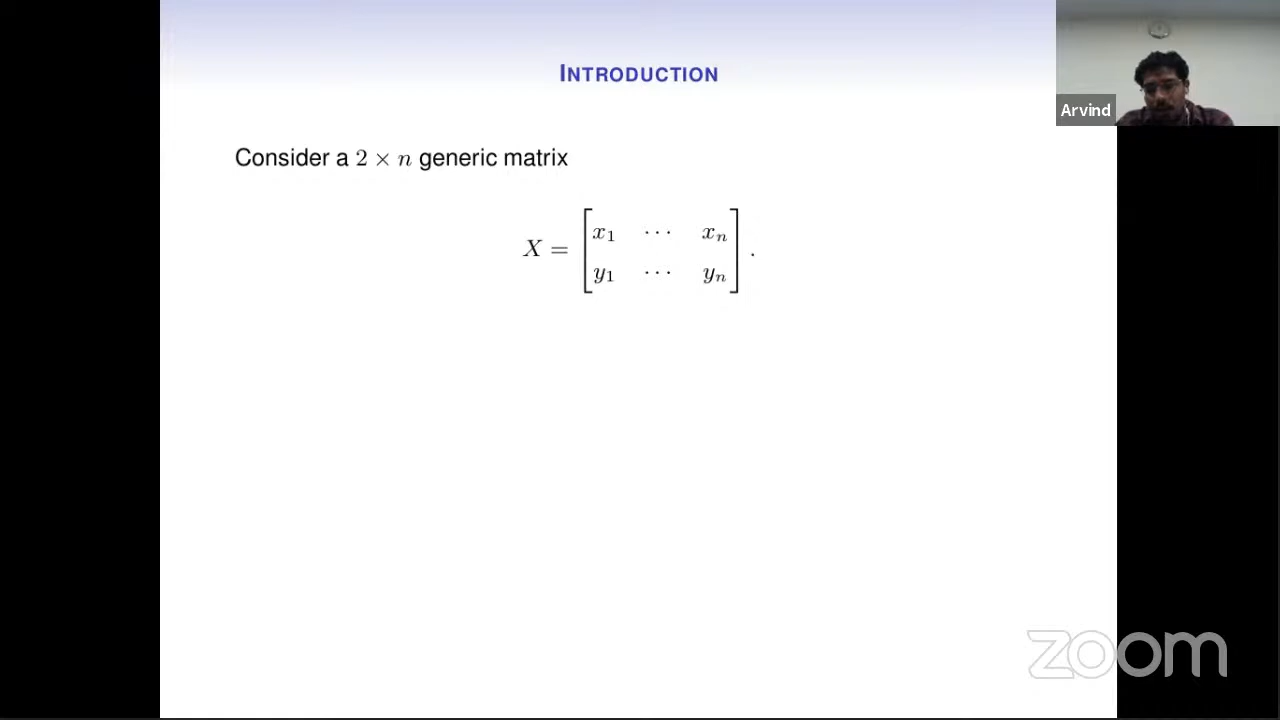 INTRODUCTION
Arvind
Consider a 2 × n generic matrix
X = [x₁ ⋯ xₙ
y₁ ⋯ yₙ].
zoom